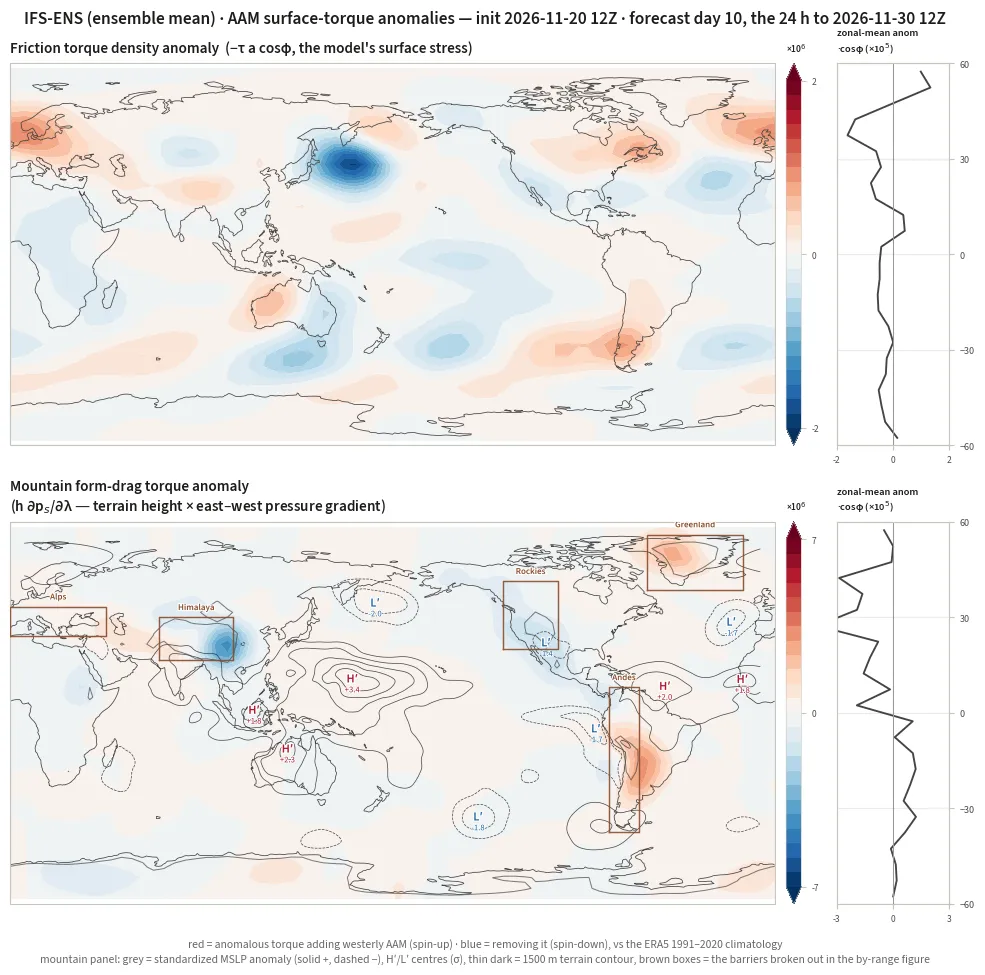 IFS-ENS (ensemble mean) · AAM surface-torque anomalies — init 2026-11-20 12Z · forecast day 10, the 24 h to 2026-11-30 12Z
Friction torque density anomaly (−τ a cosφ, the model's surface stress)
×10⁶
zonal-mean anom
·cosφ (×10⁵)
2
0
-2
60
30
0
−30
−60
-2
0
2
Mountain form-drag torque anomaly
(h ∂pₛ/∂λ — terrain height × east–west pressure gradient)
×10⁶
zonal-mean anom
·cosφ (×10⁵)
Greenland
Rockies
Alps
Himalaya
Andes
L′
-2.0
L′
-1.7
L′
-1.4
H′
+3.4
H′
+2.0
H′
+1.8
H′
+1.8
L′
-1.7
H′
+2.3
L′
-1.8
7
0
-7
60
30
0
−30
−60
-3
0
3
red = anomalous torque adding westerly AAM (spin-up) · blue = removing it (spin-down), vs the ERA5 1991–2020 climatology
mountain panel: grey = standardized MSLP anomaly (solid +, dashed –), H′/L′ centres (σ), thin dark = 1500 m terrain contour, brown boxes = the barriers broken out in the by-range figure